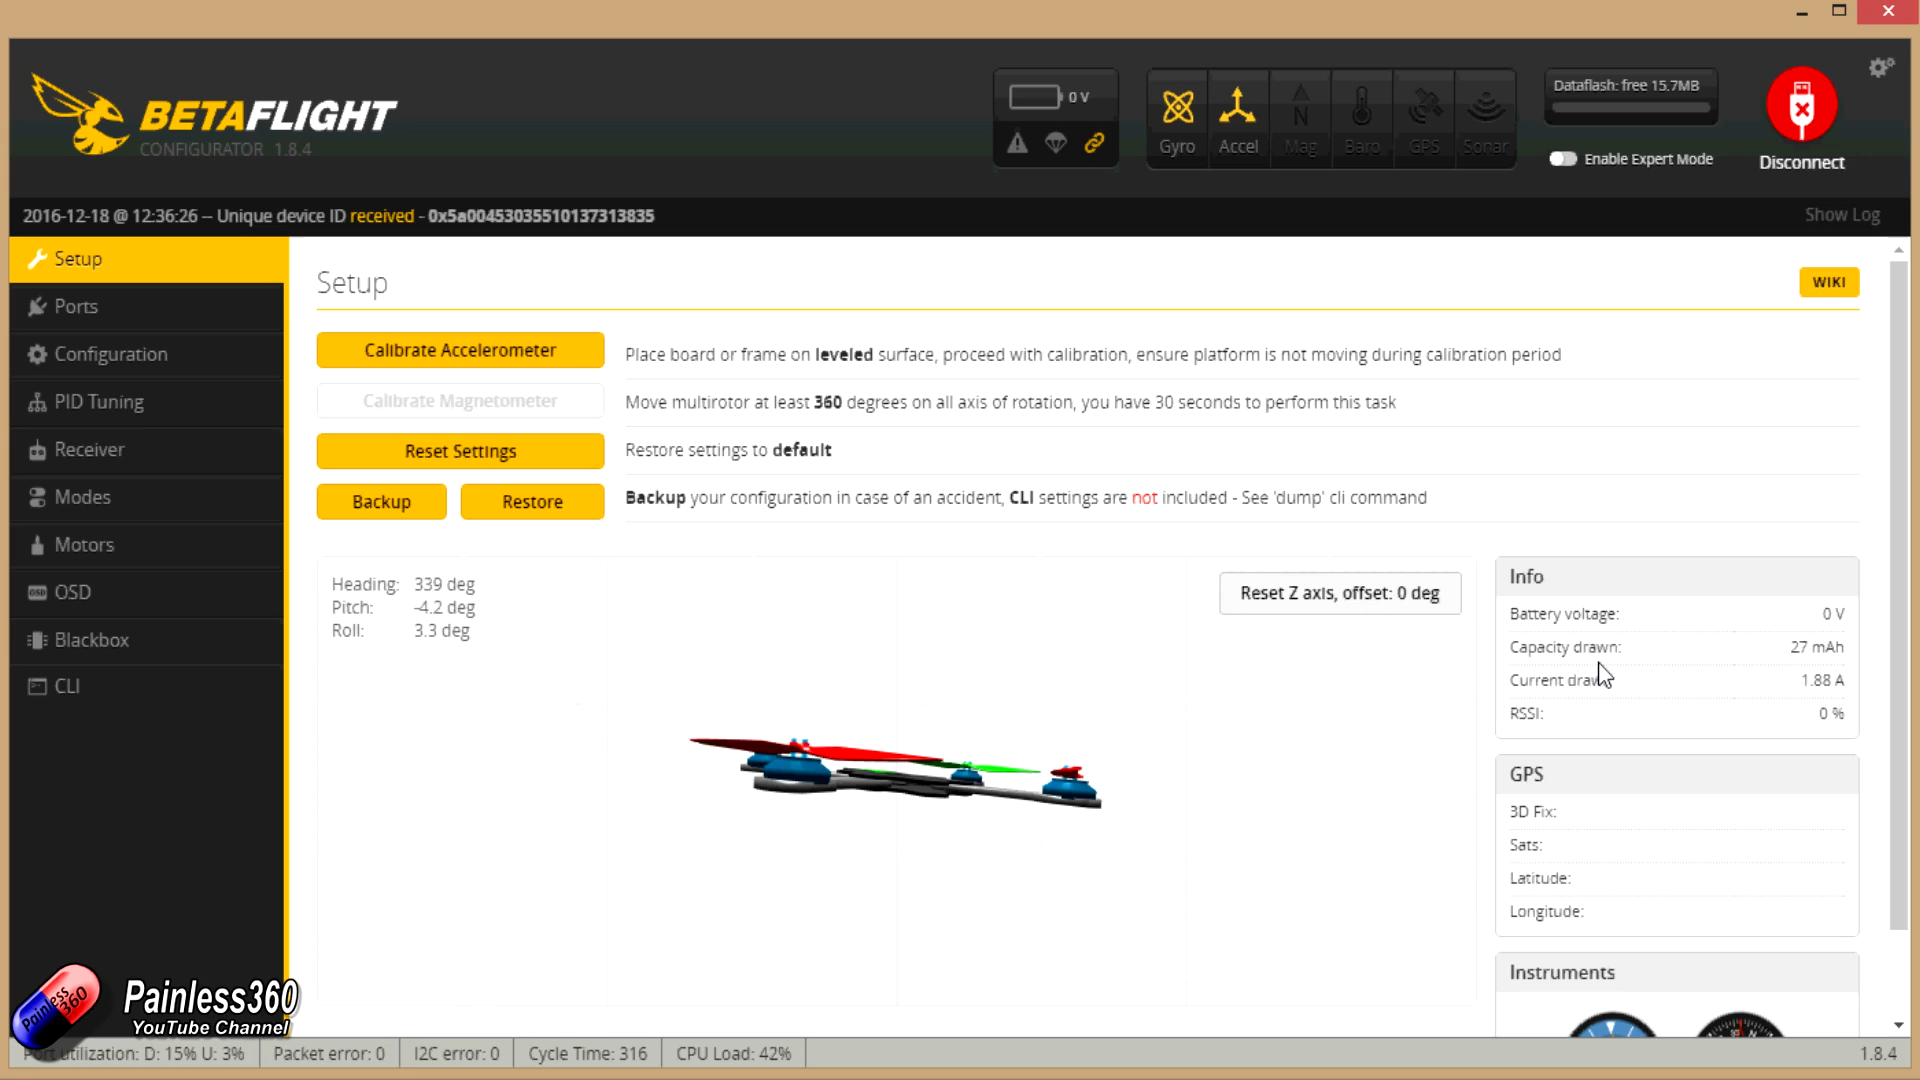 BETAFLIGHT
CONFIGURATOR 1.8.4
0 V
Gyro
Accel
Mag
Baro
GPS
Sonar
Dataflash: free 15.7MB
Enable Expert Mode
Disconnect
2016-12-18 @ 12:36:26 -- Unique device ID received - 0x5a00453035510137313835
Show Log
Setup
Ports
Configuration
PID Tuning
Receiver
Modes
Motors
OSD
Blackbox
CLI
Setup
WIKI
Calibrate Accelerometer
Place board or frame on leveled surface, proceed with calibration, ensure platform is not moving during calibration period
Calibrate Magnetometer
Move multirotor at least 360 degrees on all axis of rotation, you have 30 seconds to perform this task
Reset Settings
Restore settings to default
Backup
Restore
Backup your configuration in case of an accident, CLI settings are not included - See 'dump' cli command
Heading: 339 deg
Pitch: -4.2 deg
Roll: 3.3 deg
Reset Z axis, offset: 0 deg
Info
Battery voltage: 0 V
Capacity drawn: 27 mAh
Current draw 1.88 A
RSSI: 0 %
GPS
3D Fix:
Sats:
Latitude:
Longitude:
Instruments
Painless360
Painless360
YouTube Channel
Port utilization: D: 15% U: 3%
Packet error: 0
I2C error: 0
Cycle Time: 316
CPU Load: 42%
1.8.4